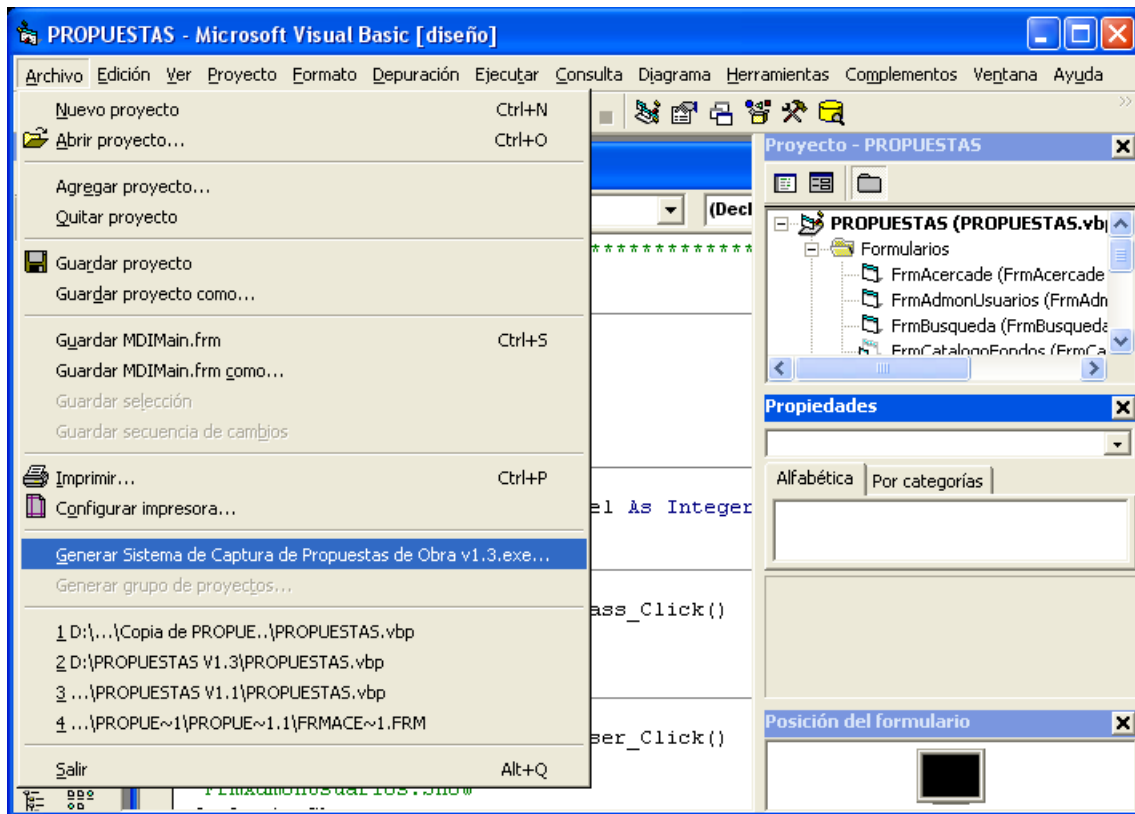 PROPUESTAS - Microsoft Visual Basic [diseño]
Archivo Edición Ver Proyecto Formato Depuración Ejecutar Consulta Diagrama Herramientas Complementos Ventana Ayuda
Nuevo proyecto Ctrl+N
Abrir proyecto... Ctrl+O
Agregar proyecto...
Quitar proyecto
Guardar proyecto
Guardar proyecto como...
Guardar MDIMain.frm Ctrl+S
Guardar MDIMain.frm como...
Guardar selección
Guardar secuencia de cambios
Imprimir... Ctrl+P
Configurar impresora...
Generar Sistema de Captura de Propuestas de Obra v1.3.exe...
Generar grupo de proyectos...
1 D:\...\Copia de PROPUE..\PROPUESTAS.vbp
2 D:\PROPUESTAS V1.3\PROPUESTAS.vbp
3 ...\PROPUESTAS V1.1\PROPUESTAS.vbp
4 ...\PROPUE~1\PROPUE~1.1\FRMACE~1.FRM
Salir Alt+Q
(Decl
*************
el As Integer
ass_Click()
ser_Click()
FrmAdmonUsuarios.Show
Proyecto - PROPUESTAS
PROPUESTAS (PROPUESTAS.vbp
Formularios
FrmAcercade (FrmAcercade
FrmAdmonUsuarios (FrmAdn
FrmBusqueda (FrmBusqueda
FrmCatalogoFondos (FrmCa
Propiedades
Alfabética Por categorías
Posición del formulario